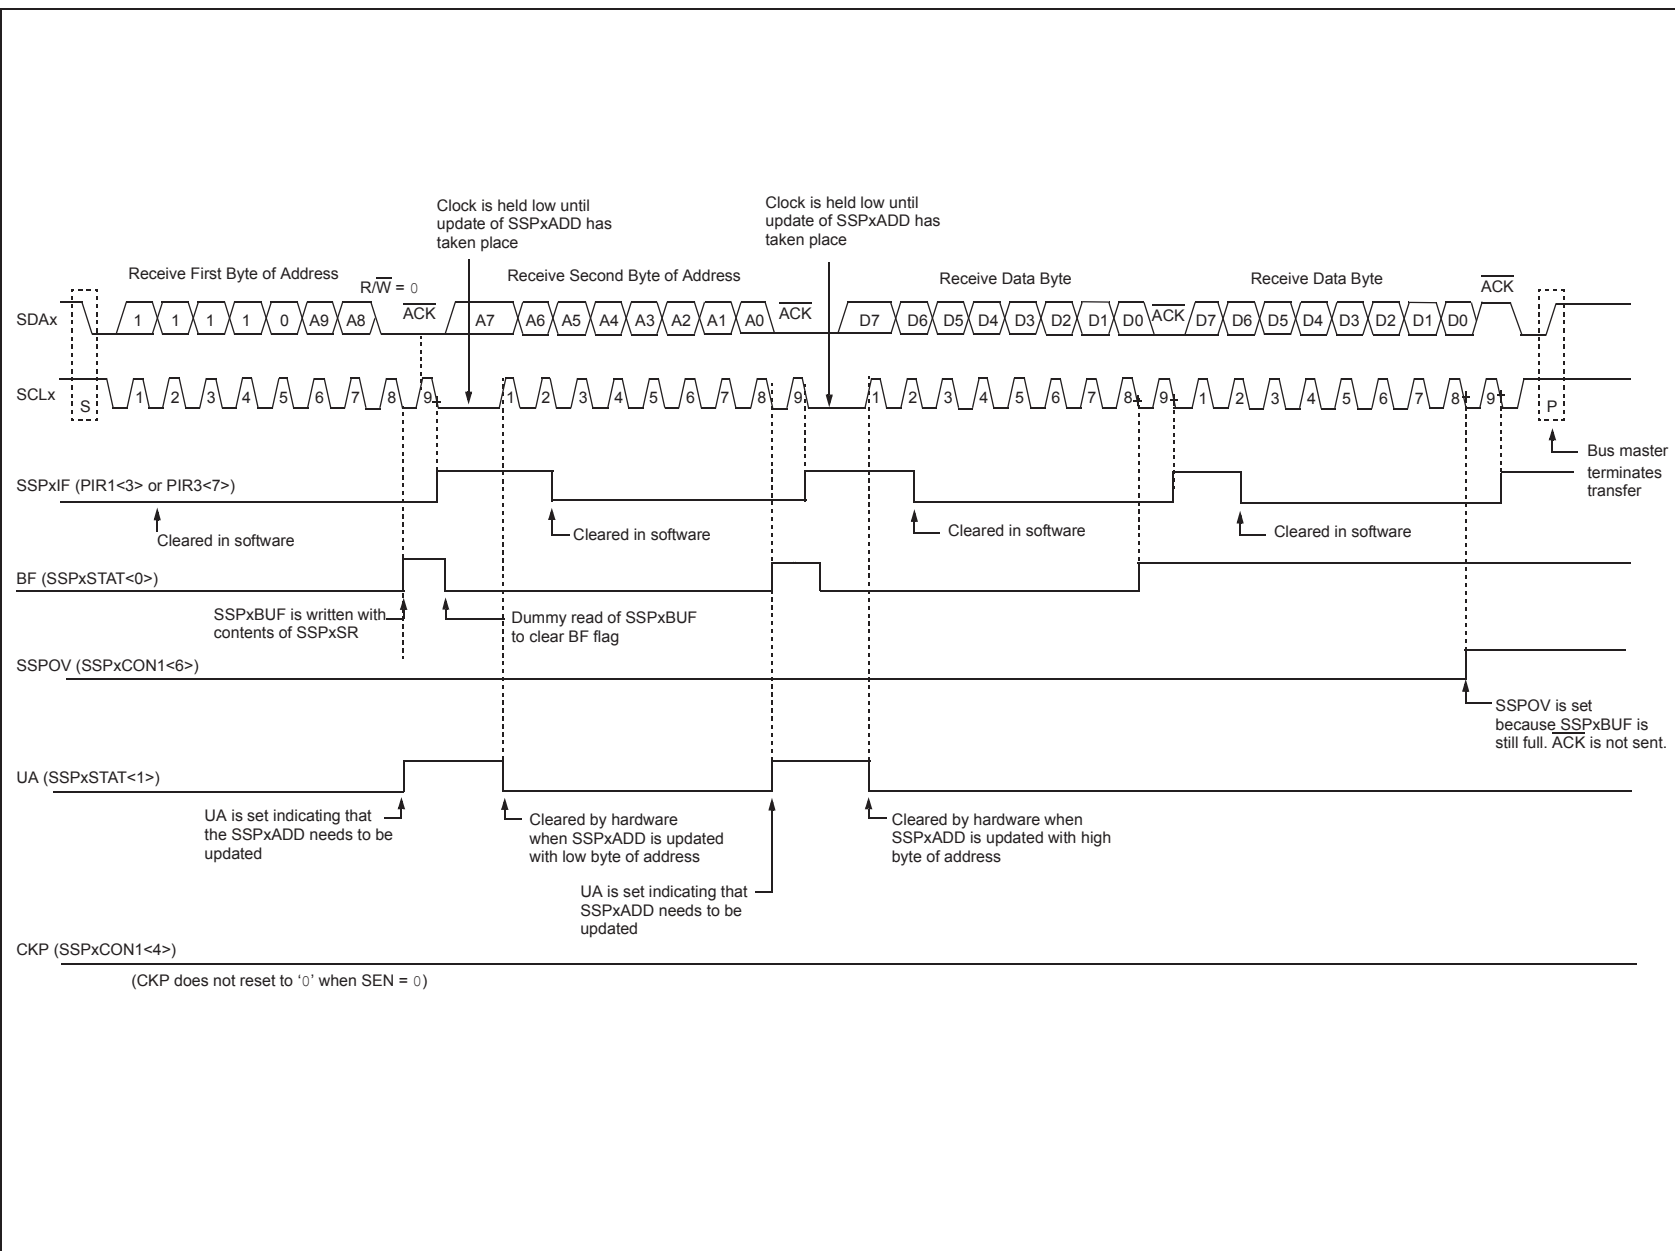 Clock is held low until
update of SSPxADD has
taken place
Clock is held low until
update of SSPxADD has
taken place
Receive First Byte of Address
R/W = 0
ACK
Receive Second Byte of Address
ACK
Receive Data Byte
ACK
Receive Data Byte
ACK
SDAx
1 1 1 1 0 A9 A8
A7 A6 A5 A4 A3 A2 A1 A0
D7 D6 D5 D4 D3 D2 D1 D0
D7 D6 D5 D4 D3 D2 D1 D0
SCLx
S
1 2 3 4 5 6 7 8 9
1 2 3 4 5 6 7 8 9
1 2 3 4 5 6 7 8 9
1 2 3 4 5 6 7 8 9
P
Bus master
terminates
transfer
SSPxIF (PIR1<3> or PIR3<7>)
Cleared in software
Cleared in software
Cleared in software
Cleared in software
BF (SSPxSTAT<0>)
SSPxBUF is written with
contents of SSPxSR
Dummy read of SSPxBUF
to clear BF flag
SSPOV (SSPxCON1<6>)
SSPOV is set
because SSPxBUF is
still full. ACK is not sent.
UA (SSPxSTAT<1>)
UA is set indicating that
the SSPxADD needs to be
updated
Cleared by hardware
when SSPxADD is updated
with low byte of address
UA is set indicating that
SSPxADD needs to be
updated
Cleared by hardware when
SSPxADD is updated with high
byte of address
CKP (SSPxCON1<4>)
(CKP does not reset to ‘0’ when SEN = 0)